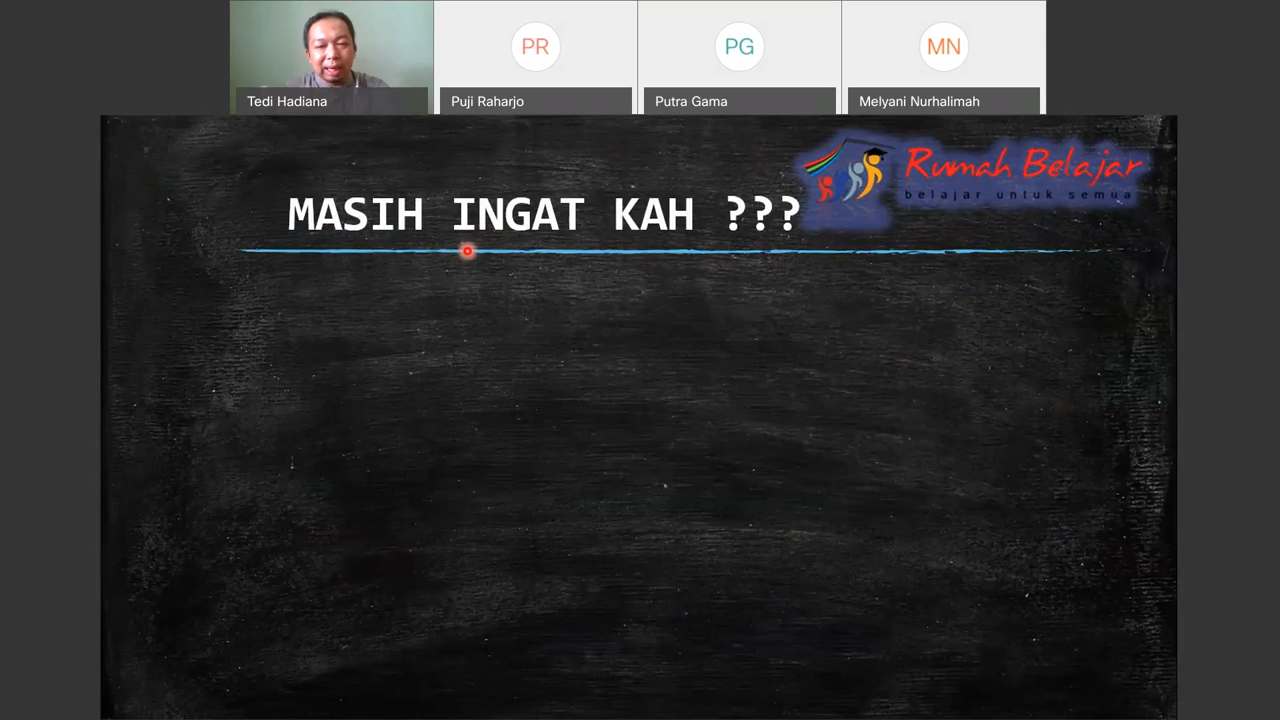 PR
PG
MN
Tedi Hadiana
Puji Raharjo
Putra Gama
Melyani Nurhalimah
Rumah Belajar
belajar untuk semua
MASIH INGAT KAH ???